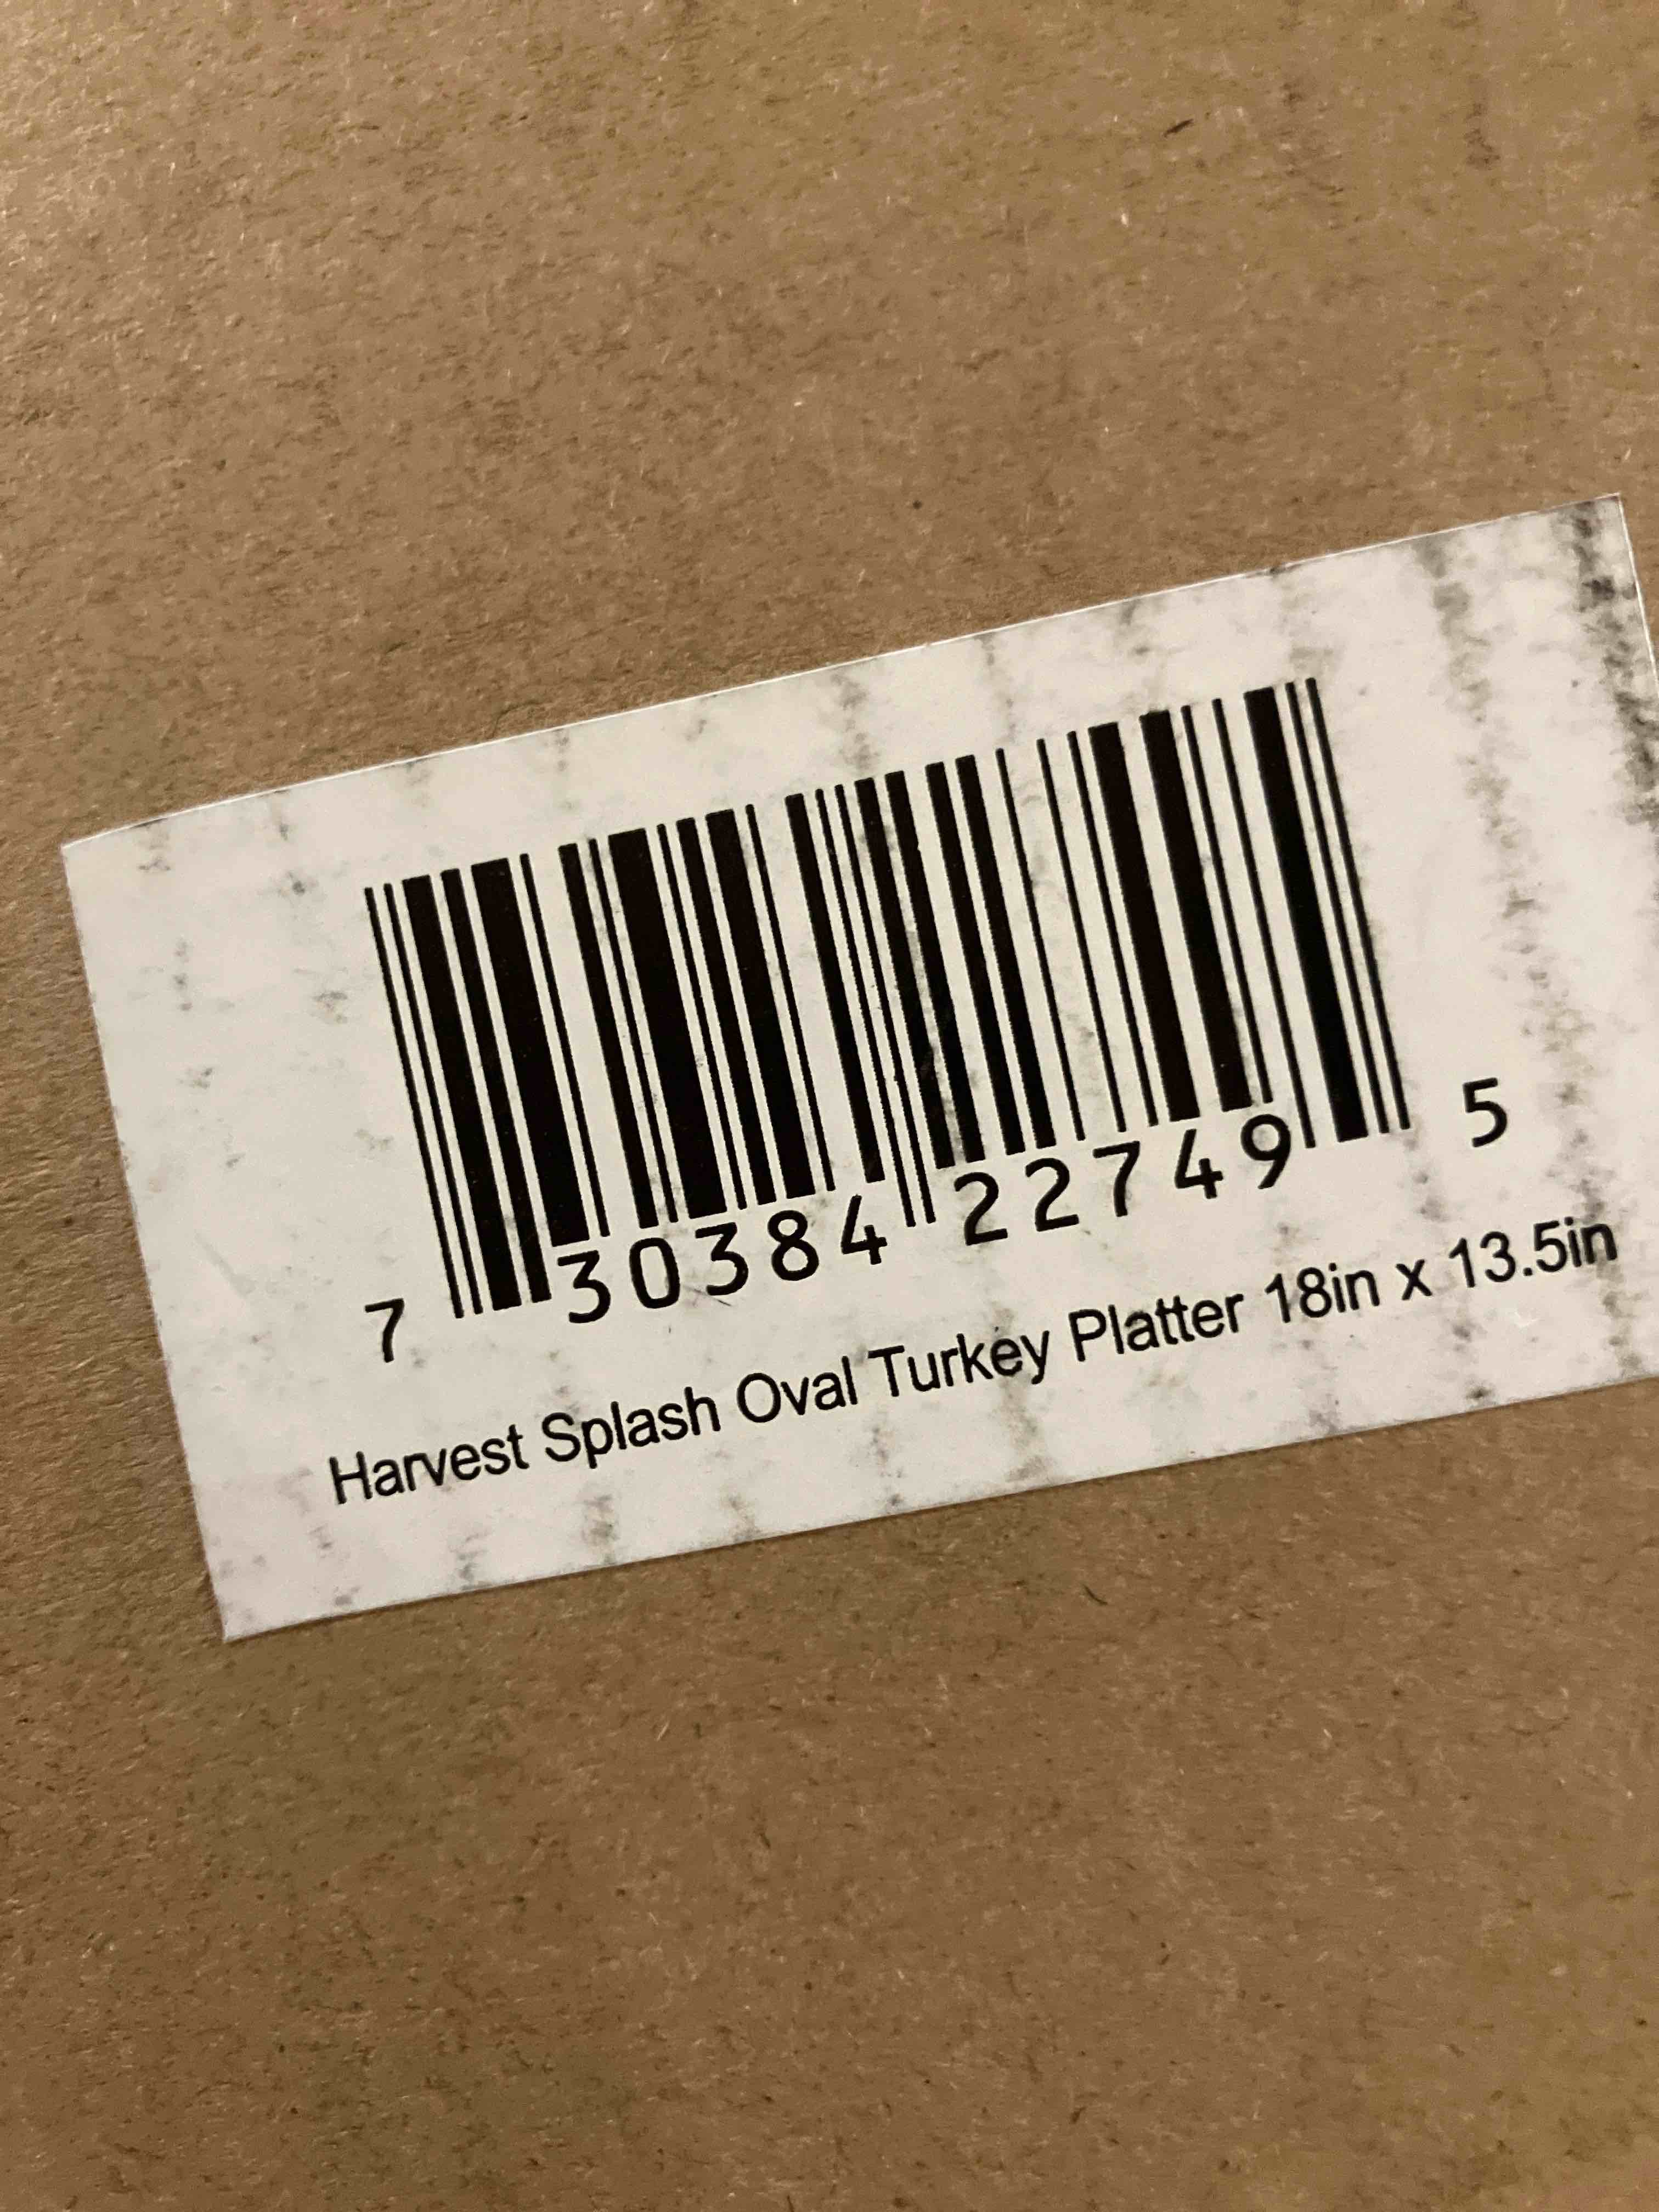 7 30384 22749 5
Harvest Splash Oval Turkey Platter 18in x 13.5in